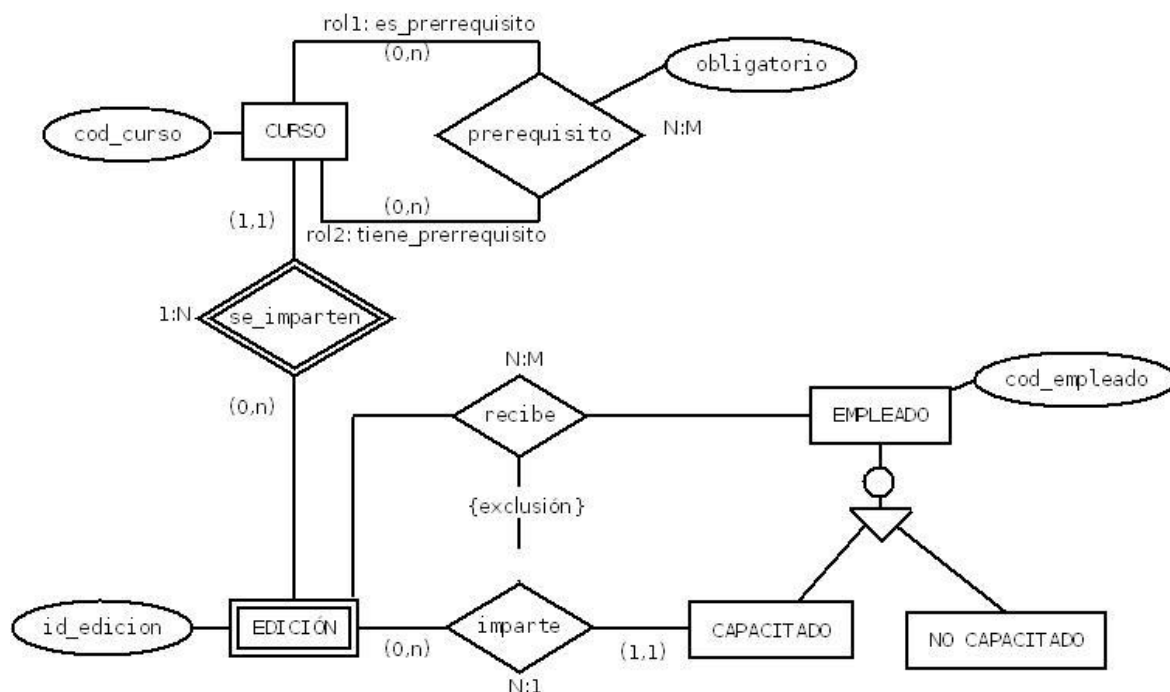 rol1: es_prerrequisito
(0,n)
obligatorio
cod_curso
CURSO
prerequisito
N:M
(0,n)
rol2: tiene_prerrequisito
(1,1)
1:N
se_imparten
N:M
cod_empleado
(0,n)
recibe
EMPLEADO
{exclusión}
id_edicion
EDICIÓN
(0,n)
imparte
(1,1)
CAPACITADO
NO CAPACITADO
N:1